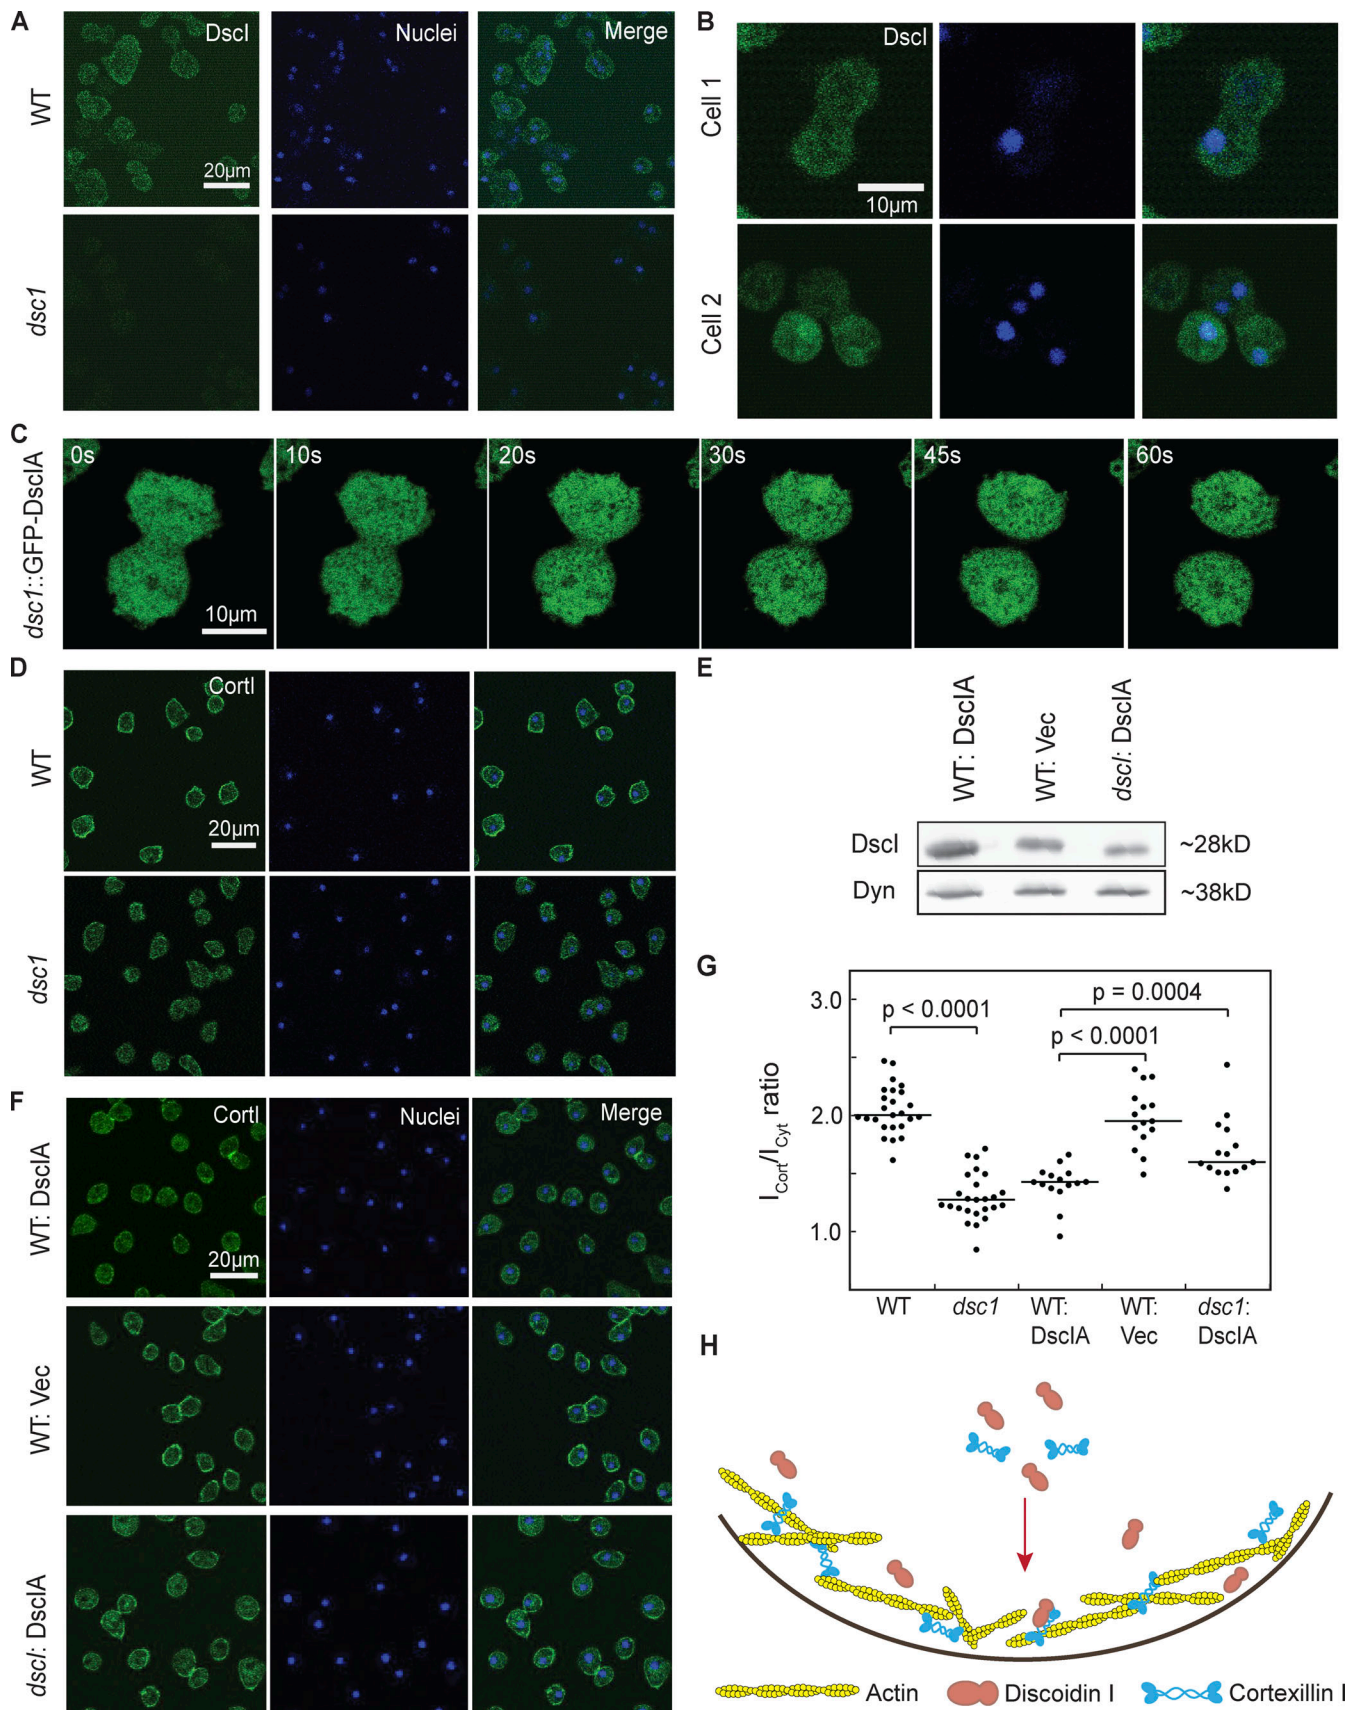 A
DscI
Nuclei
Merge
WT
20µm
dsc1
B
DscI
Cell 1
10µm
Cell 2
C
0s
10s
20s
30s
45s
60s
dsc1::GFP-DscIA
10µm
D
CortI
WT
20µm
dsc1
E
WT: DscIA
WT: Vec
dscI: DscIA
DscI
~28kD
Dyn
~38kD
F
CortI
Nuclei
Merge
WT: DscIA
20µm
WT: Vec
dscI: DscIA
G
3.0
2.0
1.0
I Cort/I Cyt ratio
p < 0.0001
p = 0.0004
p < 0.0001
WT
dsc1
WT:
DscIA
WT:
Vec
dsc1:
DscIA
H
Actin
Discoidin I
Cortexillin I